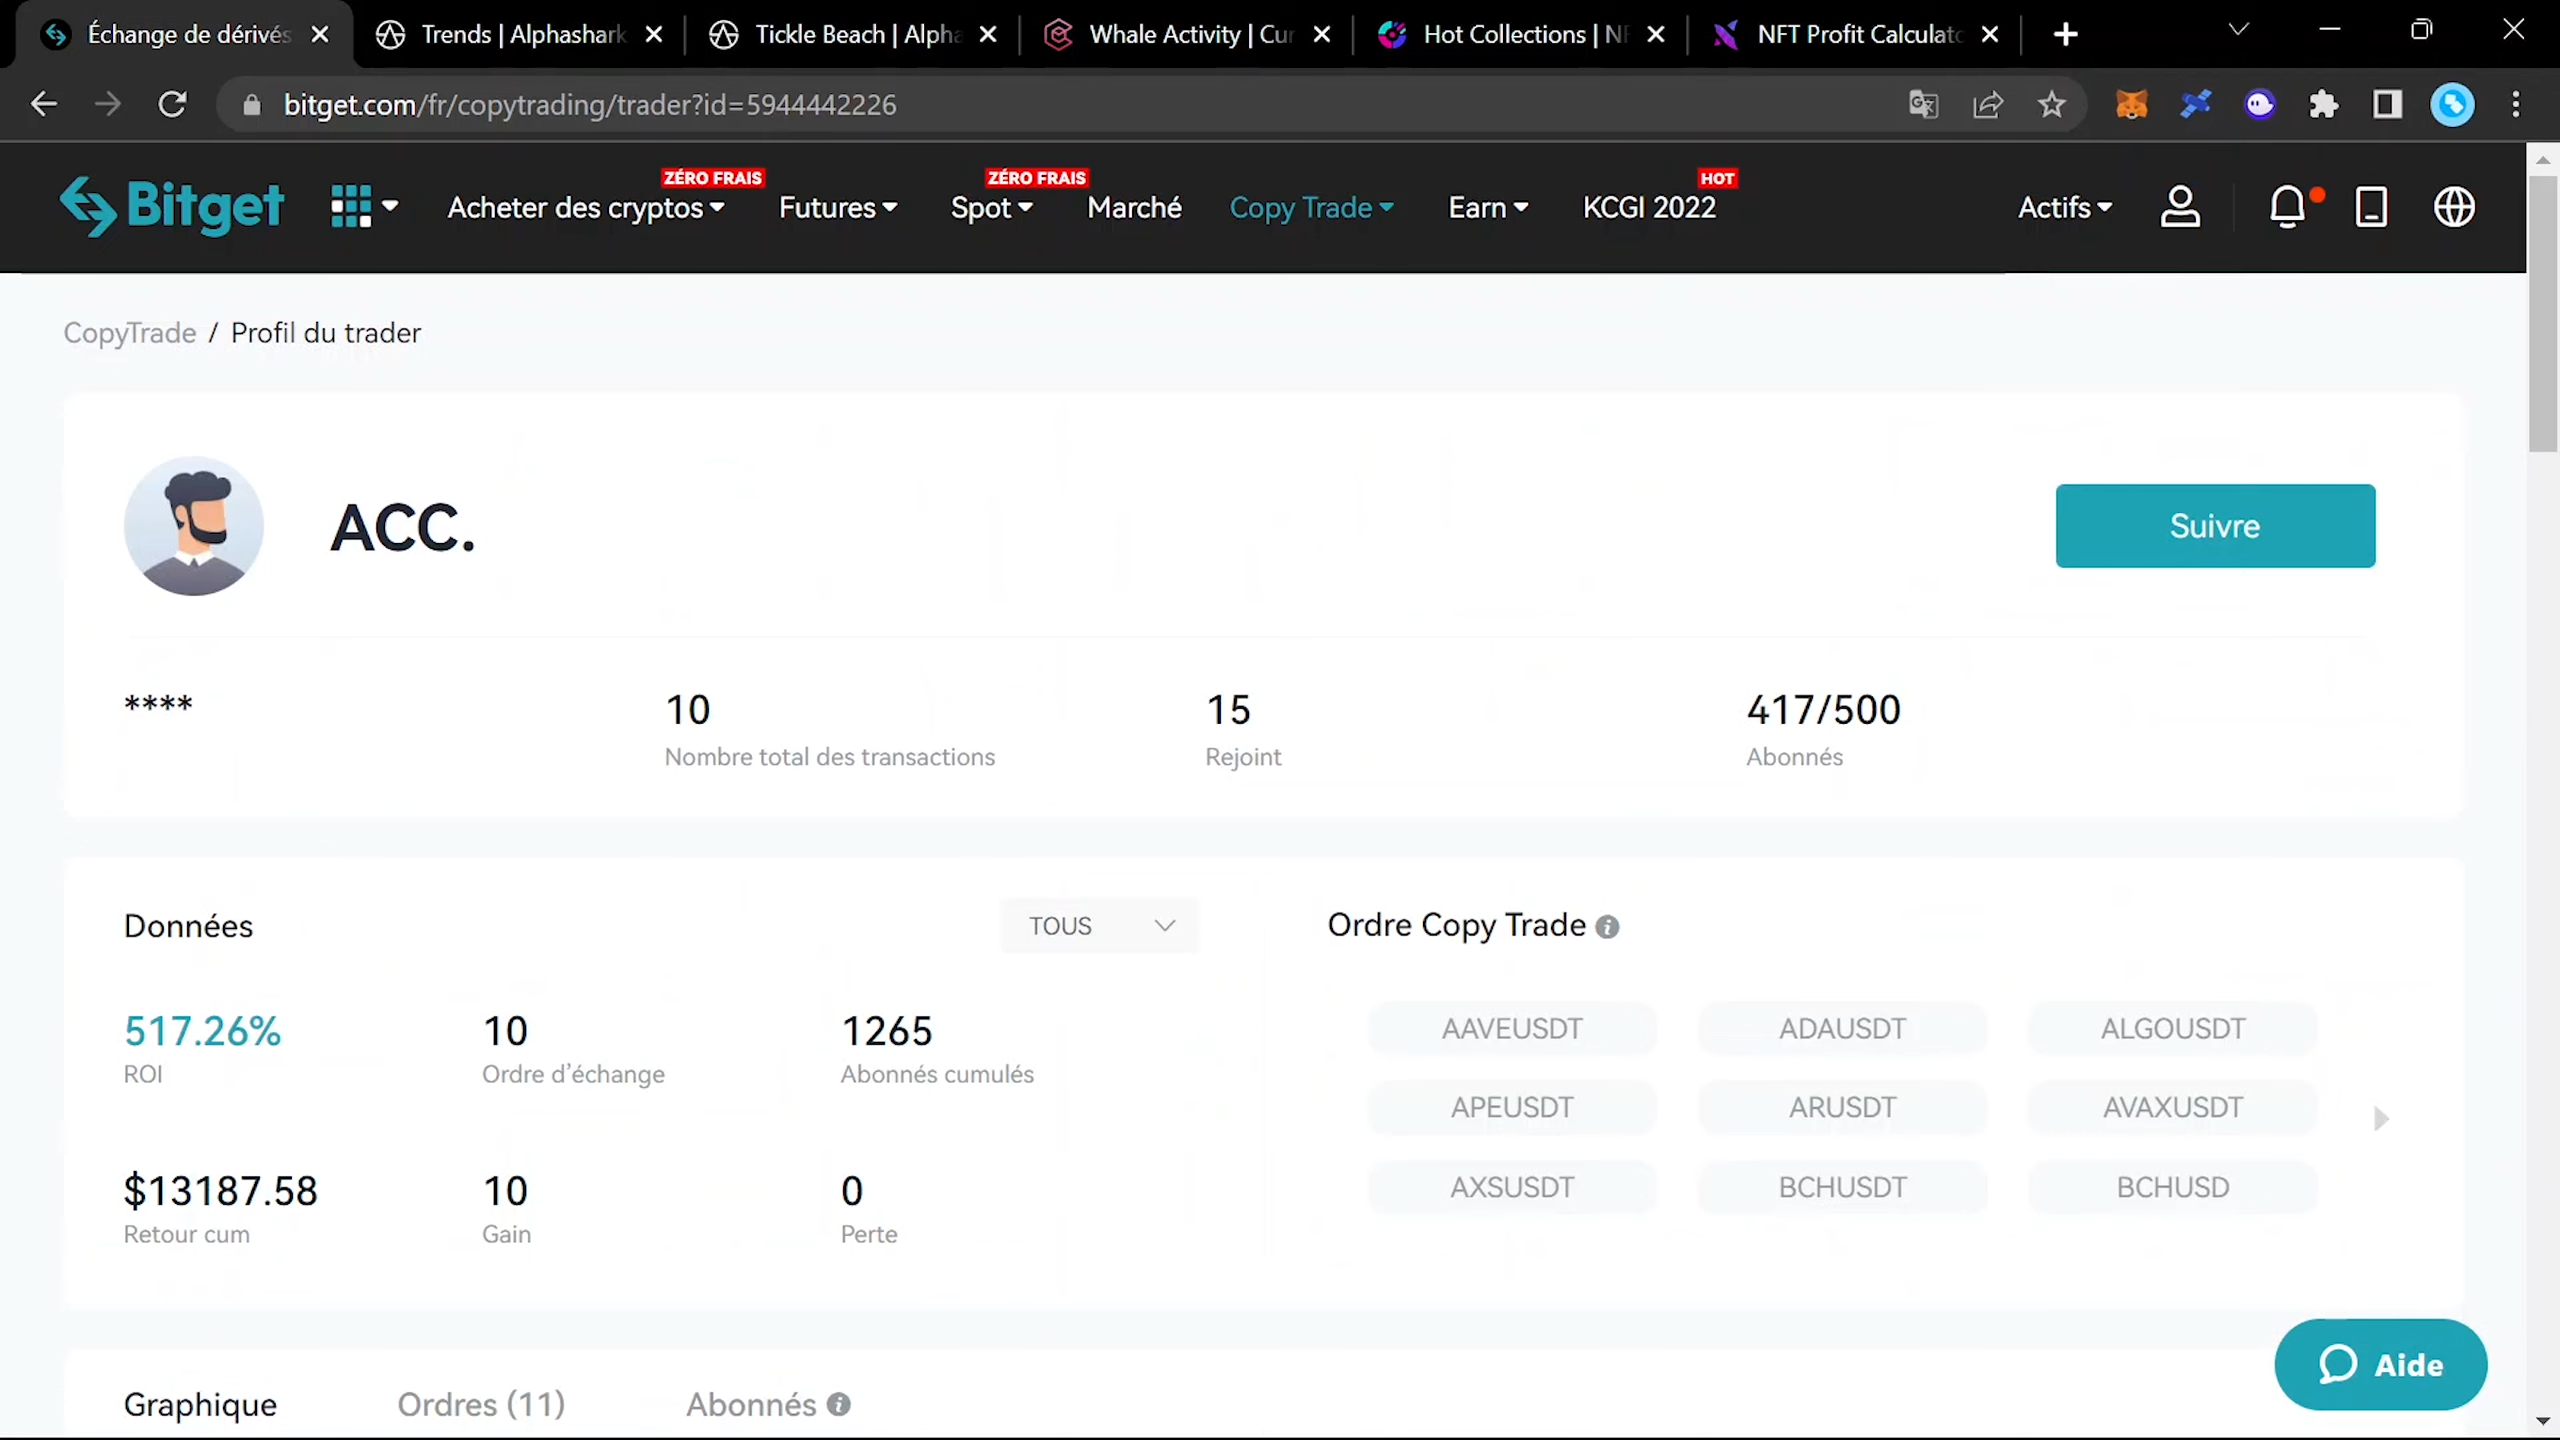 Échange de dérivés
Trends | Alphashark
Tickle Beach | Alpha
Whale Activity | Cur
Hot Collections | NF
NFT Profit Calculato
bitget.com/fr/copytrading/trader?id=5944442226
Bitget
Acheter des cryptos
ZÉRO FRAIS
Futures
Spot
ZÉRO FRAIS
Marché
Copy Trade
Earn
KCGI 2022
HOT
Actifs
CopyTrade / Profil du trader
ACC.
Suivre
****
10
Nombre total des transactions
15
Rejoint
417/500
Abonnés
Données
TOUS
517.26%
ROI
10
Ordre d'échange
1265
Abonnés cumulés
$13187.58
Retour cum
10
Gain
0
Perte
Ordre Copy Trade
AAVEUSDT
ADAUSDT
ALGOUSDT
APEUSDT
ARUSDT
AVAXUSDT
AXSUSDT
BCHUSDT
BCHUSD
Graphique
Ordres (11)
Abonnés
Aide